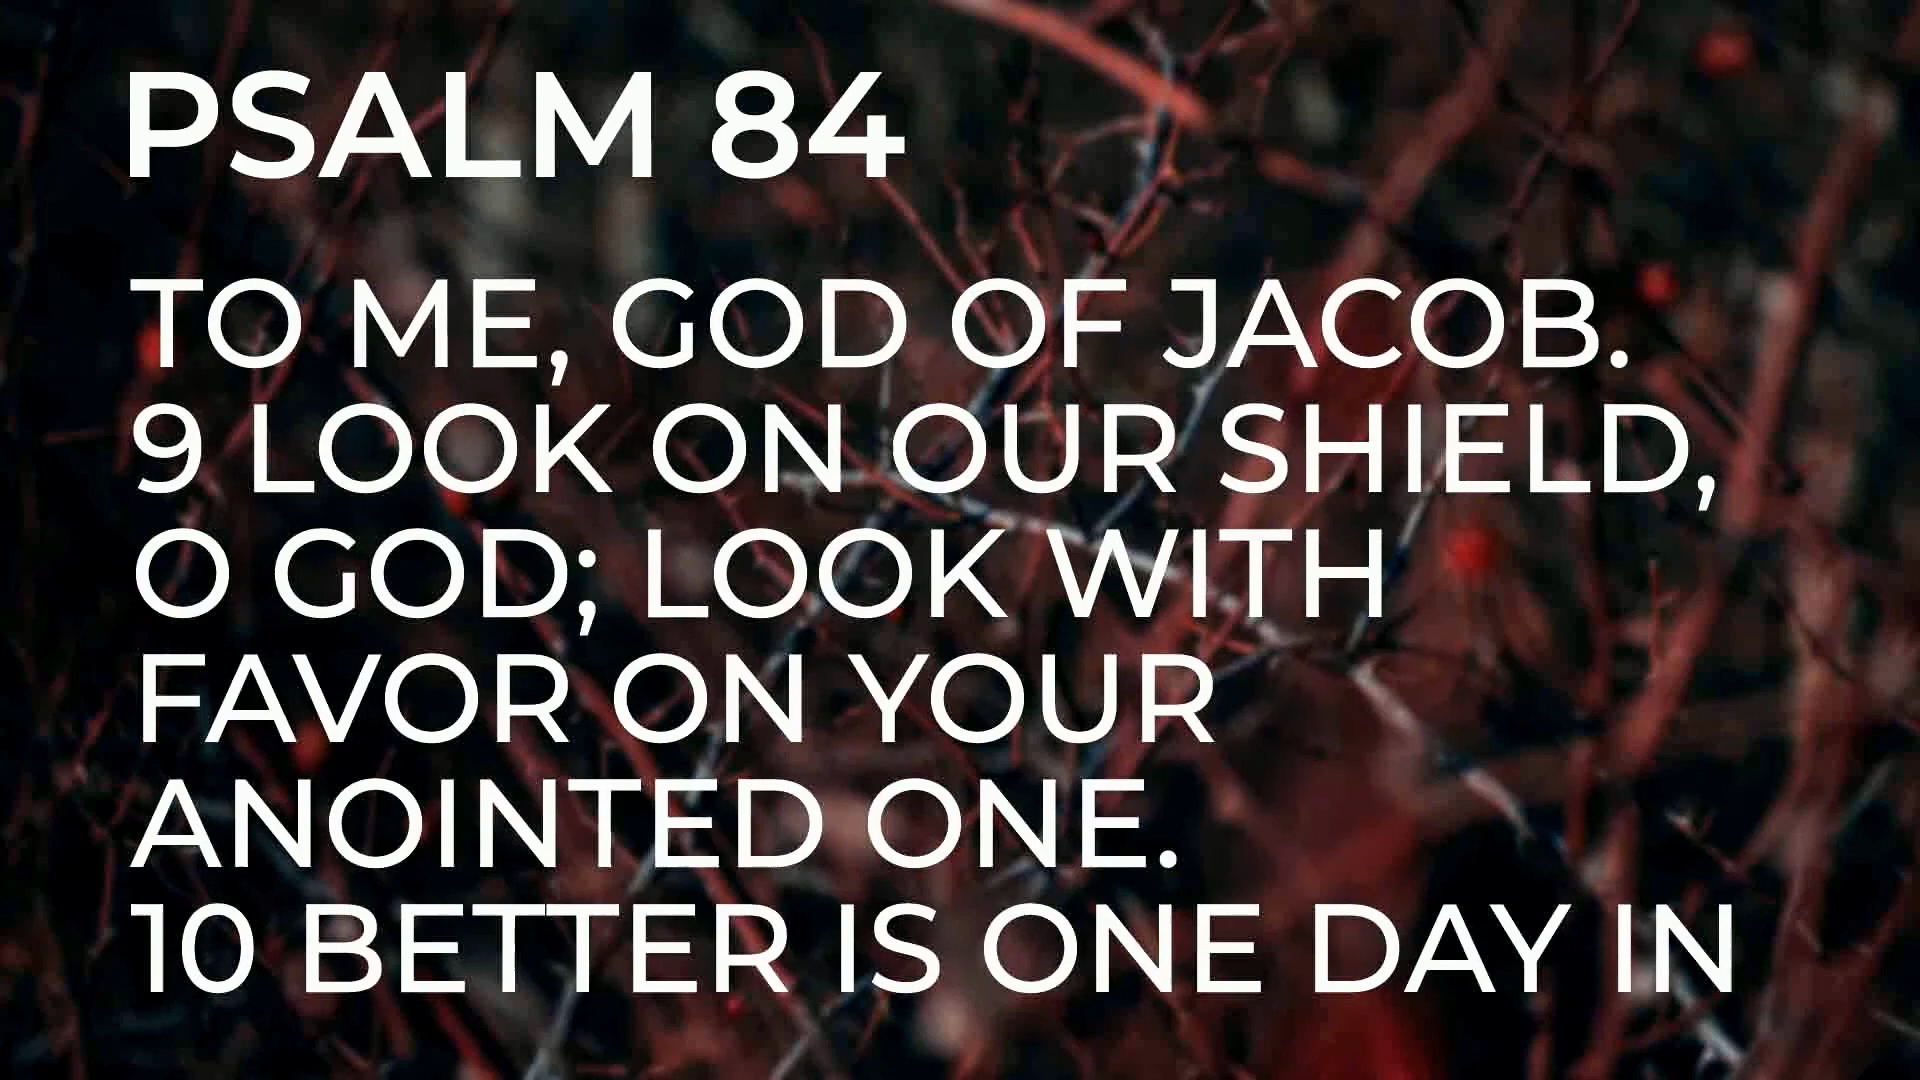 PSALM 84
TO ME, GOD OF JACOB.
9 LOOK ON OUR SHIELD,
O GOD; LOOK WITH
FAVOR ON YOUR
ANOINTED ONE.
10 BETTER IS ONE DAY IN